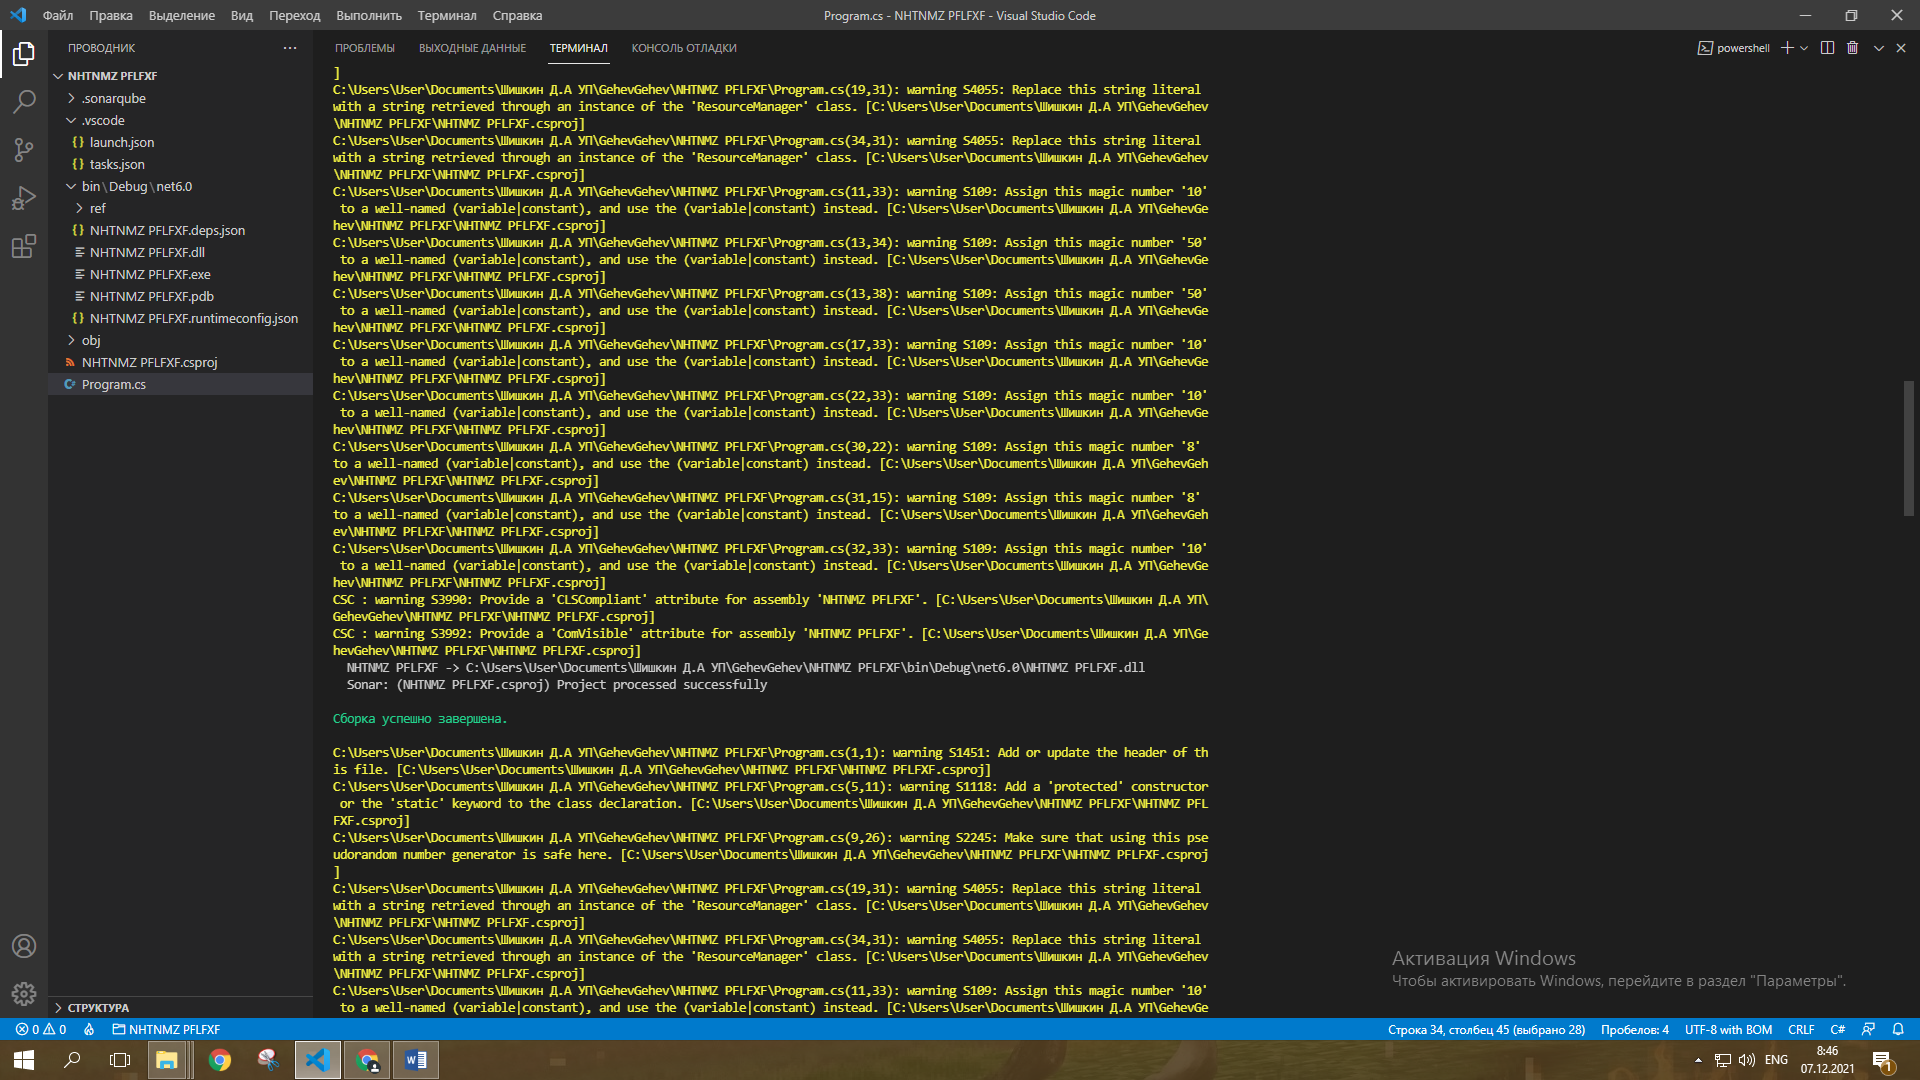 Файл Правка Выделение Вид Переход Выполнить Терминал Справка
Program.cs - NHTNMZ PFLFXF - Visual Studio Code
ПРОВОДНИК
NHTNMZ PFLFXF
.sonarqube
.vscode
launch.json
tasks.json
bin\Debug\net6.0
ref
NHTNMZ PFLFXF.deps.json
NHTNMZ PFLFXF.dll
NHTNMZ PFLFXF.exe
NHTNMZ PFLFXF.pdb
NHTNMZ PFLFXF.runtimeconfig.json
obj
NHTNMZ PFLFXF.csproj
Program.cs
СТРУКТУРА
ПРОБЛЕМЫ ВЫХОДНЫЕ ДАННЫЕ ТЕРМИНАЛ КОНСОЛЬ ОТЛАДКИ
powershell
]
C:\Users\User\Documents\Шишкин Д.А УП\GehevGehev\NHTNMZ PFLFXF\Program.cs(19,31): warning S4055: Replace this string literal
with a string retrieved through an instance of the 'ResourceManager' class. [C:\Users\User\Documents\Шишкин Д.А УП\GehevGehev
\NHTNMZ PFLFXF\NHTNMZ PFLFXF.csproj]
C:\Users\User\Documents\Шишкин Д.А УП\GehevGehev\NHTNMZ PFLFXF\Program.cs(34,31): warning S4055: Replace this string literal
with a string retrieved through an instance of the 'ResourceManager' class. [C:\Users\User\Documents\Шишкин Д.А УП\GehevGehev
\NHTNMZ PFLFXF\NHTNMZ PFLFXF.csproj]
C:\Users\User\Documents\Шишкин Д.А УП\GehevGehev\NHTNMZ PFLFXF\Program.cs(11,33): warning S109: Assign this magic number '10'
to a well-named (variable|constant), and use the (variable|constant) instead. [C:\Users\User\Documents\Шишкин Д.А УП\GehevGe
hev\NHTNMZ PFLFXF\NHTNMZ PFLFXF.csproj]
C:\Users\User\Documents\Шишкин Д.А УП\GehevGehev\NHTNMZ PFLFXF\Program.cs(13,34): warning S109: Assign this magic number '50'
to a well-named (variable|constant), and use the (variable|constant) instead. [C:\Users\User\Documents\Шишкин Д.А УП\GehevGe
hev\NHTNMZ PFLFXF\NHTNMZ PFLFXF.csproj]
C:\Users\User\Documents\Шишкин Д.А УП\GehevGehev\NHTNMZ PFLFXF\Program.cs(13,38): warning S109: Assign this magic number '50'
to a well-named (variable|constant), and use the (variable|constant) instead. [C:\Users\User\Documents\Шишкин Д.А УП\GehevGe
hev\NHTNMZ PFLFXF\NHTNMZ PFLFXF.csproj]
C:\Users\User\Documents\Шишкин Д.А УП\GehevGehev\NHTNMZ PFLFXF\Program.cs(17,33): warning S109: Assign this magic number '10'
to a well-named (variable|constant), and use the (variable|constant) instead. [C:\Users\User\Documents\Шишкин Д.А УП\GehevGe
hev\NHTNMZ PFLFXF\NHTNMZ PFLFXF.csproj]
C:\Users\User\Documents\Шишкин Д.А УП\GehevGehev\NHTNMZ PFLFXF\Program.cs(22,33): warning S109: Assign this magic number '10'
to a well-named (variable|constant), and use the (variable|constant) instead. [C:\Users\User\Documents\Шишкин Д.А УП\GehevGe
hev\NHTNMZ PFLFXF\NHTNMZ PFLFXF.csproj]
C:\Users\User\Documents\Шишкин Д.А УП\GehevGehev\NHTNMZ PFLFXF\Program.cs(30,22): warning S109: Assign this magic number '8'
to a well-named (variable|constant), and use the (variable|constant) instead. [C:\Users\User\Documents\Шишкин Д.А УП\GehevGeh
ev\NHTNMZ PFLFXF\NHTNMZ PFLFXF.csproj]
C:\Users\User\Documents\Шишкин Д.А УП\GehevGehev\NHTNMZ PFLFXF\Program.cs(31,15): warning S109: Assign this magic number '8'
to a well-named (variable|constant), and use the (variable|constant) instead. [C:\Users\User\Documents\Шишкин Д.А УП\GehevGeh
ev\NHTNMZ PFLFXF\NHTNMZ PFLFXF.csproj]
C:\Users\User\Documents\Шишкин Д.А УП\GehevGehev\NHTNMZ PFLFXF\Program.cs(32,33): warning S109: Assign this magic number '10'
to a well-named (variable|constant), and use the (variable|constant) instead. [C:\Users\User\Documents\Шишкин Д.А УП\GehevGe
hev\NHTNMZ PFLFXF\NHTNMZ PFLFXF.csproj]
CSC : warning S3990: Provide a 'CLSCompliant' attribute for assembly 'NHTNMZ PFLFXF'. [C:\Users\User\Documents\Шишкин Д.А УП\
GehevGehev\NHTNMZ PFLFXF\NHTNMZ PFLFXF.csproj]
CSC : warning S3992: Provide a 'ComVisible' attribute for assembly 'NHTNMZ PFLFXF'. [C:\Users\User\Documents\Шишкин Д.А УП\Ge
hevGehev\NHTNMZ PFLFXF\NHTNMZ PFLFXF.csproj]
NHTNMZ PFLFXF -> C:\Users\User\Documents\Шишкин Д.А УП\GehevGehev\NHTNMZ PFLFXF\bin\Debug\net6.0\NHTNMZ PFLFXF.dll
Sonar: (NHTNMZ PFLFXF.csproj) Project processed successfully
Сборка успешно завершена.
C:\Users\User\Documents\Шишкин Д.А УП\GehevGehev\NHTNMZ PFLFXF\Program.cs(1,1): warning S1451: Add or update the header of th
is file. [C:\Users\User\Documents\Шишкин Д.А УП\GehevGehev\NHTNMZ PFLFXF\NHTNMZ PFLFXF.csproj]
C:\Users\User\Documents\Шишкин Д.А УП\GehevGehev\NHTNMZ PFLFXF\Program.cs(5,11): warning S1118: Add a 'protected' constructor
or the 'static' keyword to the class declaration. [C:\Users\User\Documents\Шишкин Д.А УП\GehevGehev\NHTNMZ PFLFXF\NHTNMZ PFL
FXF.csproj]
C:\Users\User\Documents\Шишкин Д.А УП\GehevGehev\NHTNMZ PFLFXF\Program.cs(9,26): warning S2245: Make sure that using this pse
udorandom number generator is safe here. [C:\Users\User\Documents\Шишкин Д.А УП\GehevGehev\NHTNMZ PFLFXF\NHTNMZ PFLFXF.csproj
]
C:\Users\User\Documents\Шишкин Д.А УП\GehevGehev\NHTNMZ PFLFXF\Program.cs(19,31): warning S4055: Replace this string literal
with a string retrieved through an instance of the 'ResourceManager' class. [C:\Users\User\Documents\Шишкин Д.А УП\GehevGehev
\NHTNMZ PFLFXF\NHTNMZ PFLFXF.csproj]
C:\Users\User\Documents\Шишкин Д.А УП\GehevGehev\NHTNMZ PFLFXF\Program.cs(34,31): warning S4055: Replace this string literal
with a string retrieved through an instance of the 'ResourceManager' class. [C:\Users\User\Documents\Шишкин Д.А УП\GehevGehev
\NHTNMZ PFLFXF\NHTNMZ PFLFXF.csproj]
C:\Users\User\Documents\Шишкин Д.А УП\GehevGehev\NHTNMZ PFLFXF\Program.cs(11,33): warning S109: Assign this magic number '10'
to a well-named (variable|constant), and use the (variable|constant) instead. [C:\Users\User\Documents\Шишкин Д.А УП\GehevGe
Активация Windows
Чтобы активировать Windows, перейдите в раздел "Параметры".
0 0 NHTNMZ PFLFXF
Строка 34, столбец 45 (выбрано 28) Пробелов: 4 UTF-8 with BOM CRLF C#
ENG
8:46
07.12.2021
1